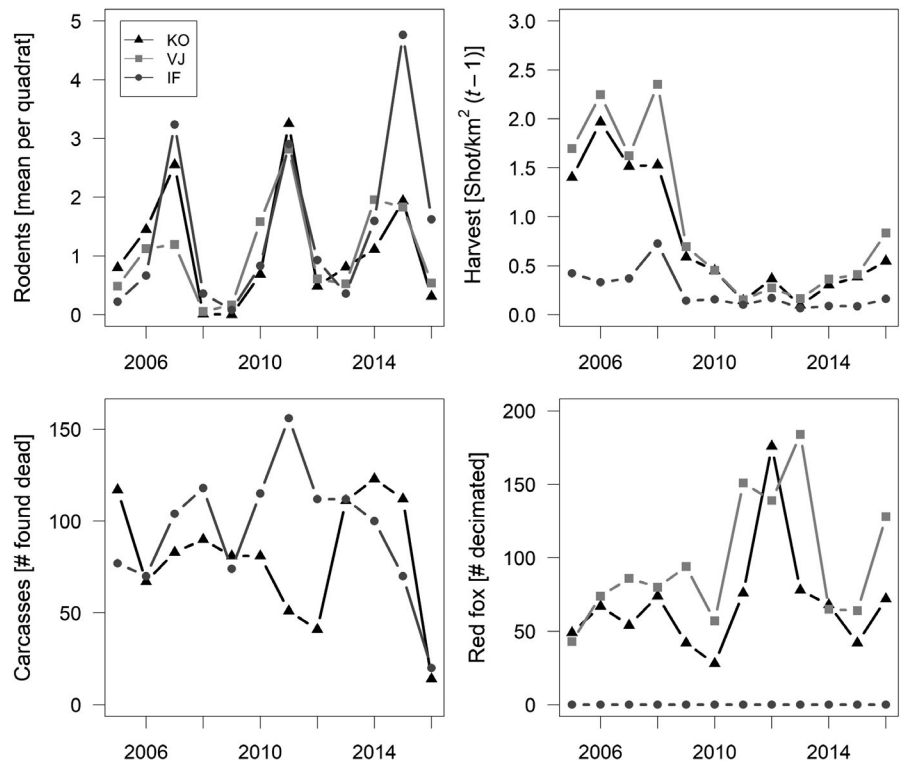 Rodents [mean per quadrat]
5
4
3
2
1
0
KO
VJ
IF
2006 2010 2014
Harvest [Shot/km² (t − 1)]
3.0
2.5
2.0
1.5
1.0
0.5
0.0
2006 2010 2014
Carcasses [# found dead]
150
100
50
0
2006 2010 2014
Red fox [# decimated]
200
150
100
50
0
2006 2010 2014